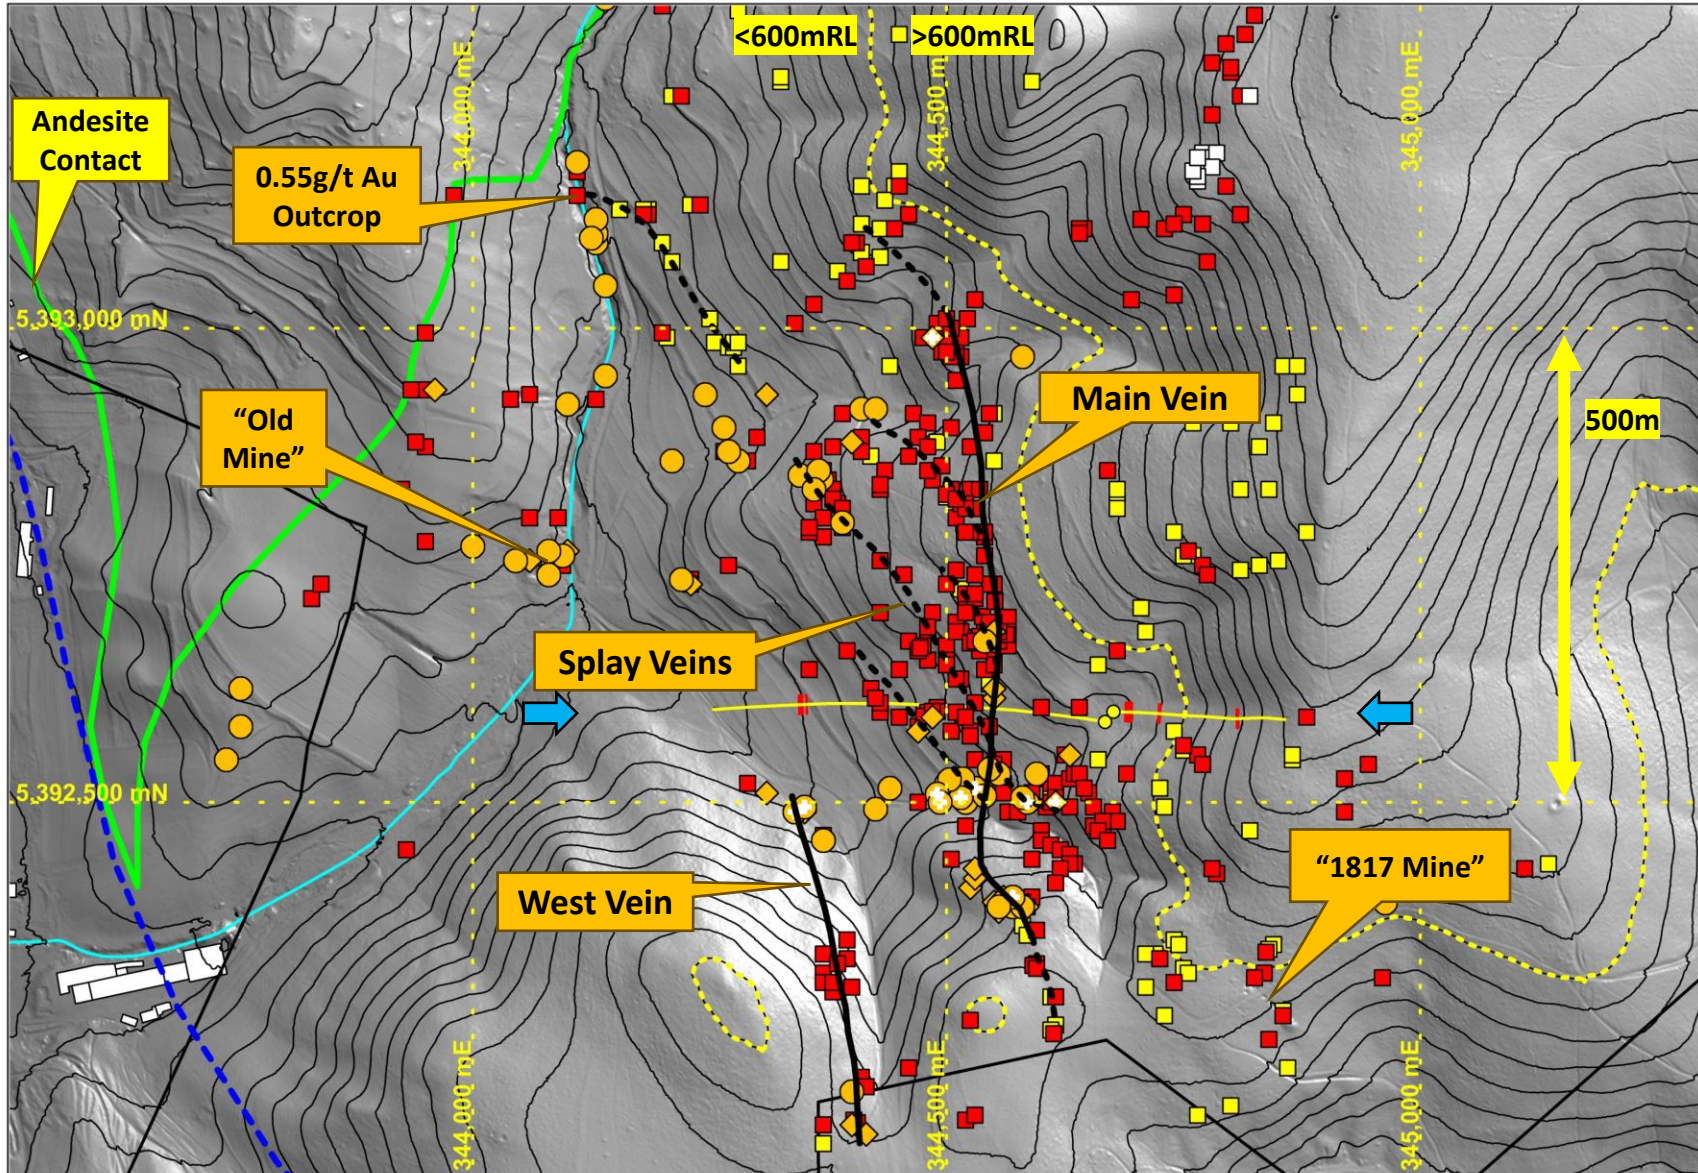 <600mRL
>600mRL
344,000 mE
344,500 mE
345,000 mE
Andesite
Contact
0.55g/t Au
Outcrop
5,393,000 mN
"Old
Mine"
Main Vein
500m
Splay Veins
5,392,500 mN
West Vein
"1817 Mine"
344,000 mE
344,500 mE
345,000 mE